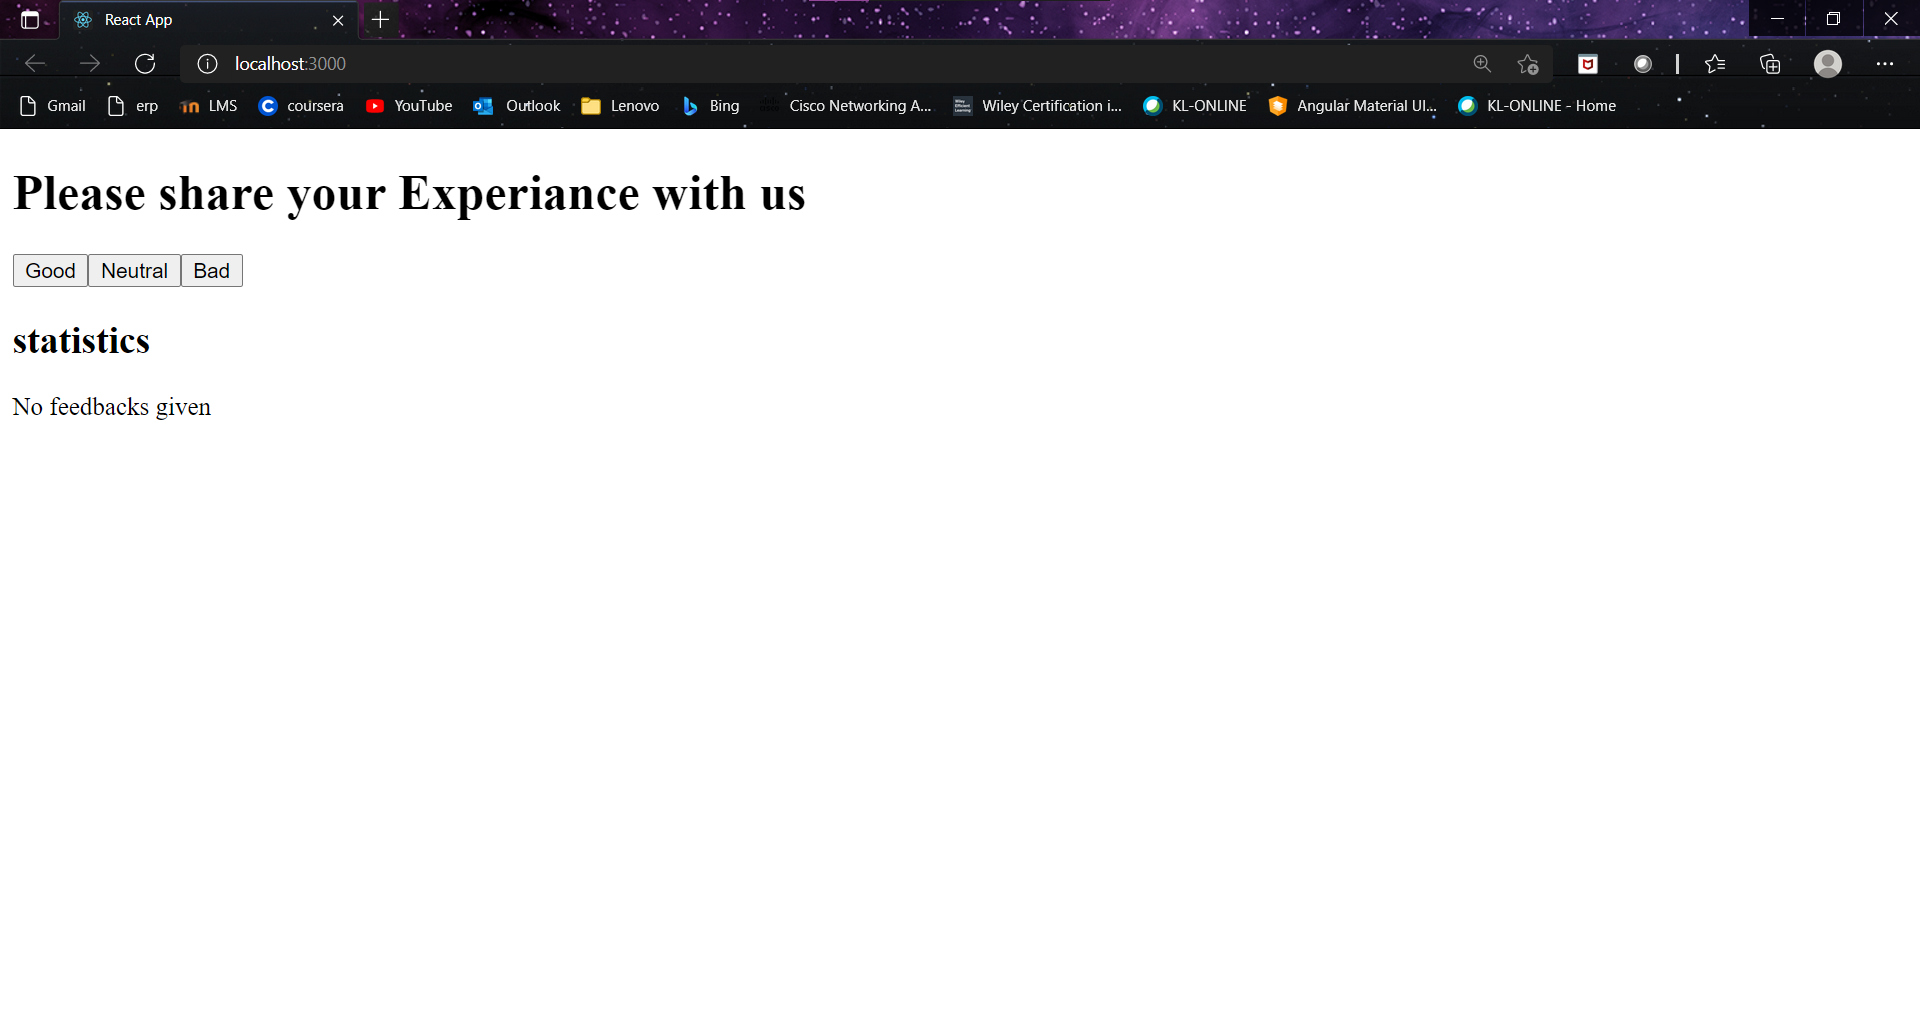 React App
localhost:3000
Gmail erp LMS coursera YouTube Outlook Lenovo Bing Cisco Networking A... Wiley Certification i... KL-ONLINE Angular Material UI... KL-ONLINE - Home
Please share your Experiance with us
Good Neutral Bad
statistics
No feedbacks given